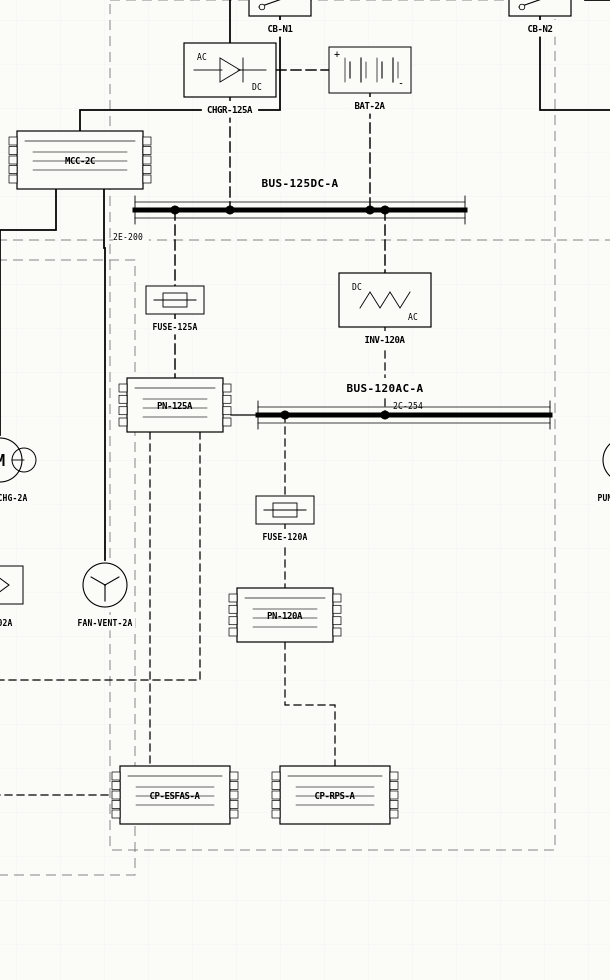 CB-N1
CB-N2
AC
DC
CHGR-125A
+
-
BAT-2A
MCC-2C
BUS-125DC-A
2E-200
DC
AC
FUSE-125A
INV-120A
BUS-120AC-A
PN-125A
2C-254
M
CHG-2A
PUM
FUSE-120A
PN-120A
02A
FAN-VENT-2A
CP-ESFAS-A
CP-RPS-A